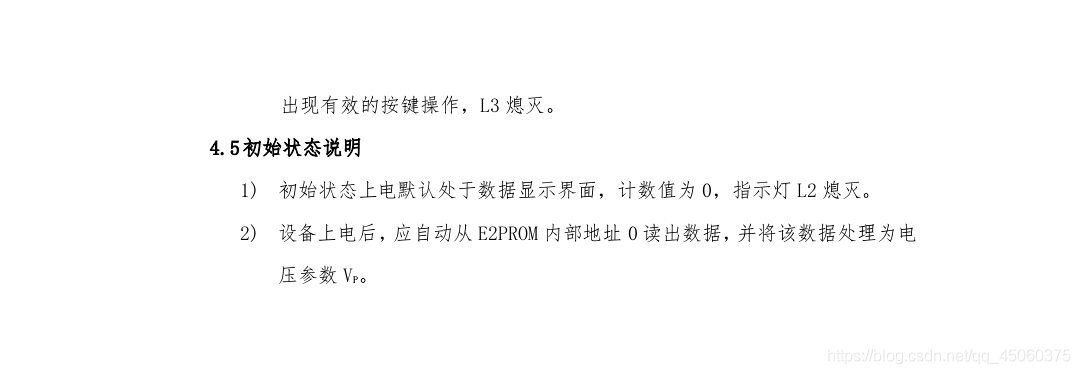 出现有效的按键操作，L3 熄灭。
4.5初始状态说明
1) 初始状态上电默认处于数据显示界面，计数值为 0，指示灯 L2 熄灭。
2) 设备上电后，应自动从 E2PROM 内部地址 0 读出数据，并将该数据处理为电
压参数 VP。
https://blog.csdn.net/qq_45060375